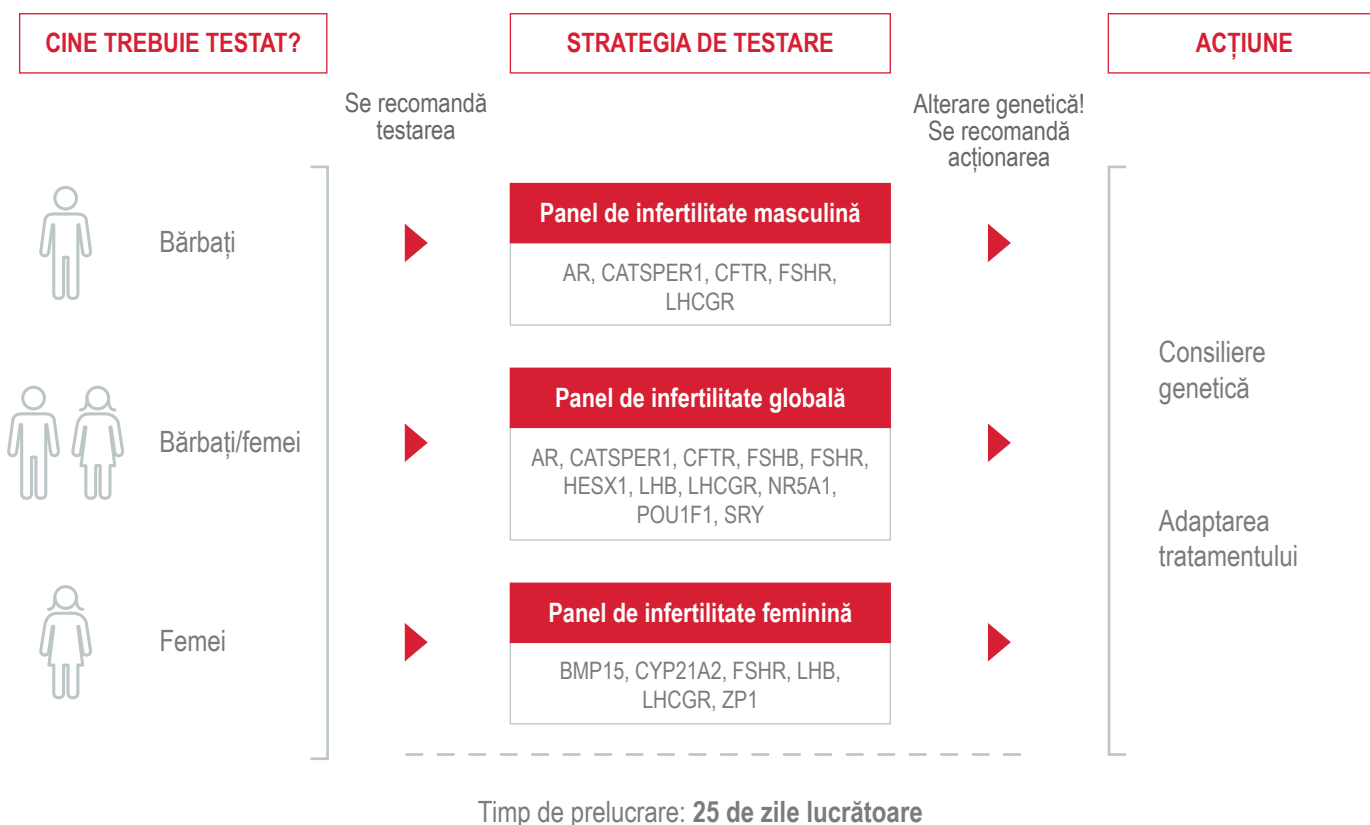 CINE TREBUIE TESTAT?
STRATEGIA DE TESTARE
ACȚIUNE
Se recomandă
testarea
Alterare genetică!
Se recomandă
acționarea
Bărbați
Panel de infertilitate masculină
AR, CATSPER1, CFTR, FSHR,
LHCGR
Bărbați/femei
Panel de infertilitate globală
AR, CATSPER1, CFTR, FSHB, FSHR,
HESX1, LHB, LHCGR, NR5A1,
POU1F1, SRY
Femei
Panel de infertilitate feminină
BMP15, CYP21A2, FSHR, LHB,
LHCGR, ZP1
Consiliere
genetică
Adaptarea
tratamentului
Timp de prelucrare: 25 de zile lucrătoare